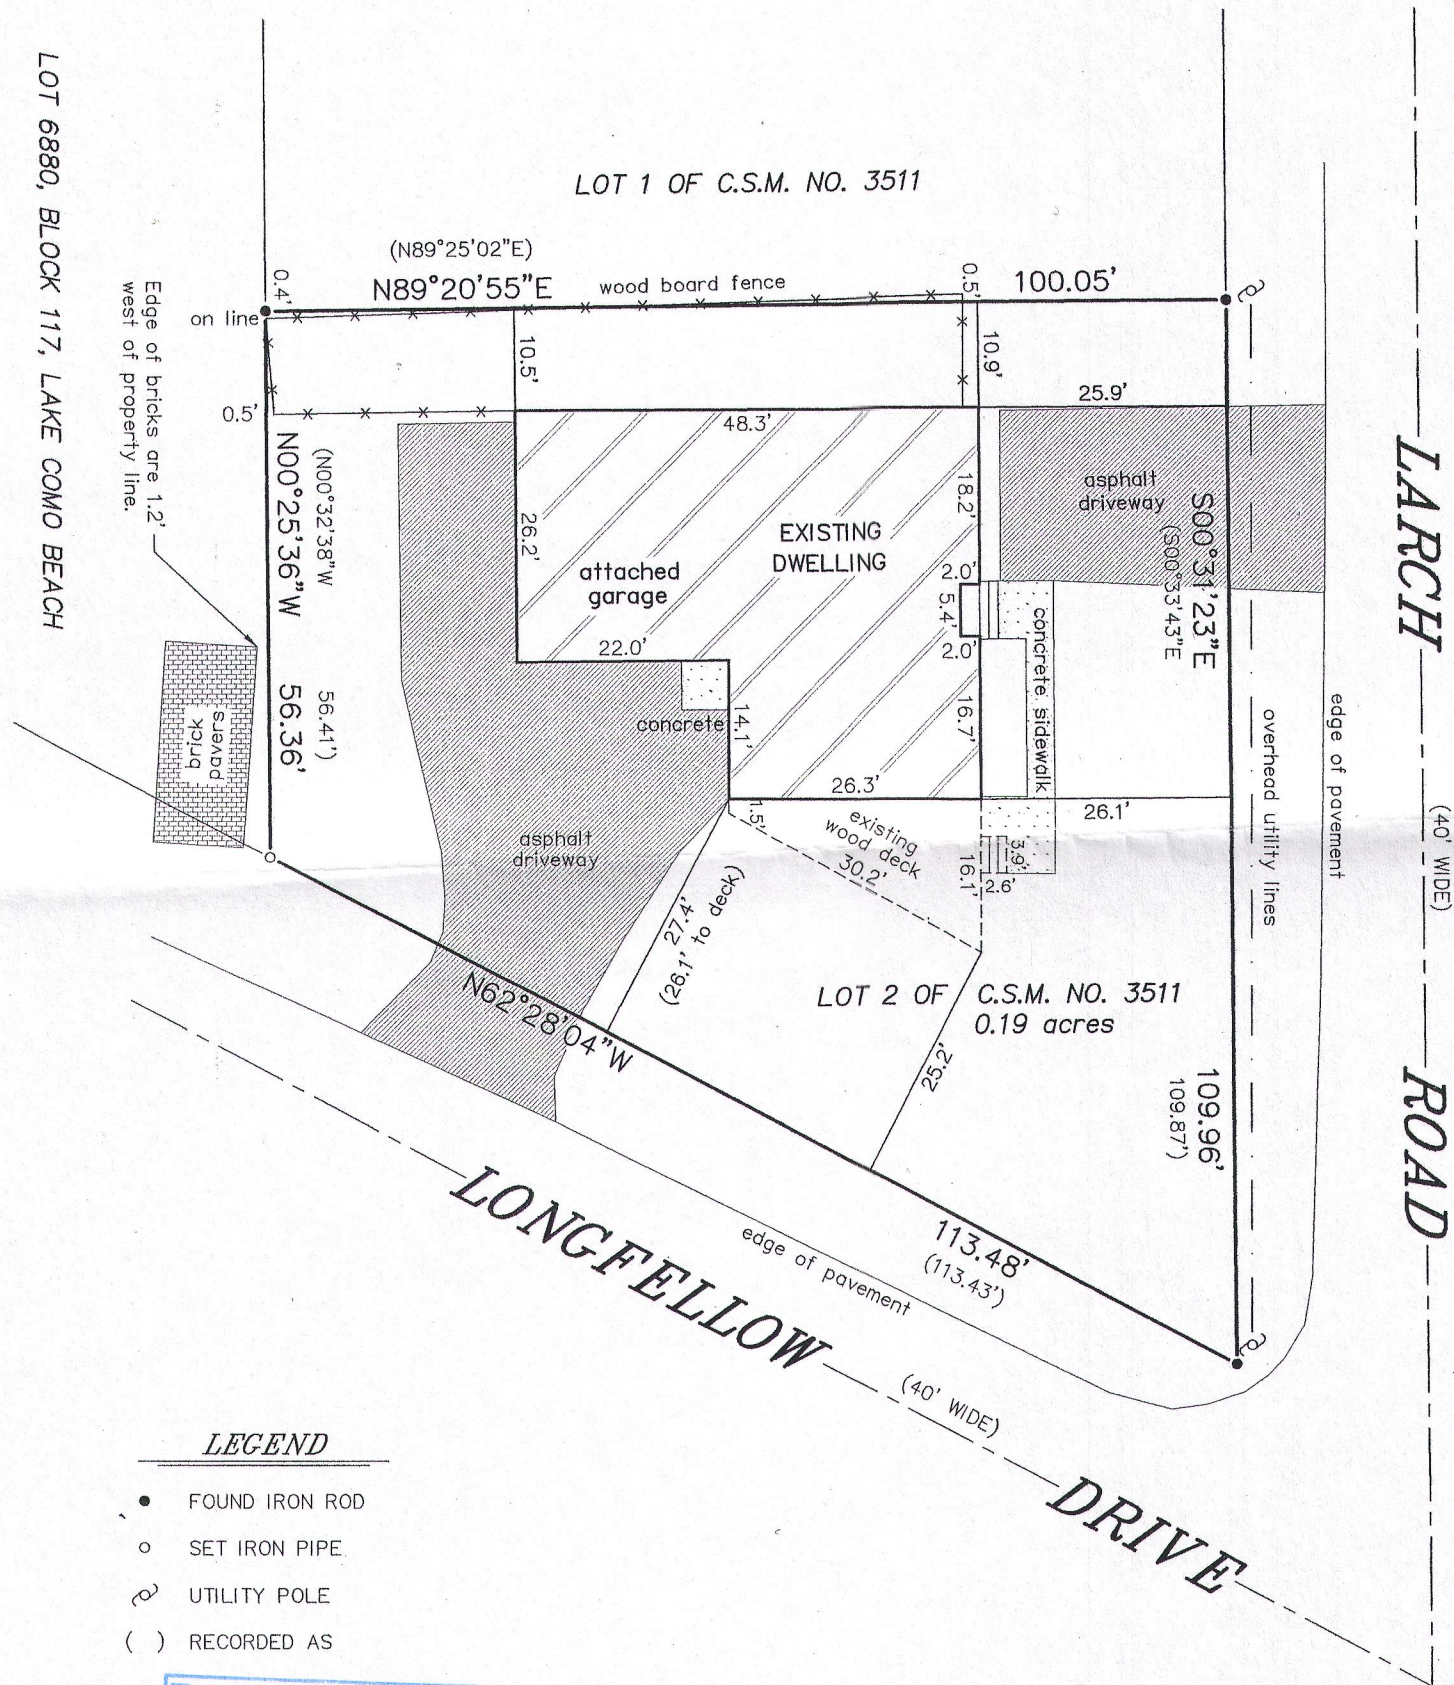 LOT 1 OF C.S.M. NO. 3511
(N89°25'02"E)
N89°20'55"E
wood board fence
100.05'
0.4'
on line
0.5'
10.5'
10.9'
25.9'
0.5'
48.3'
LOT 6880, BLOCK 117, LAKE COMO BEACH
Edge of bricks are 1.2'
west of property line.
(N00°32'38"W
56.41')
N00°25'36"W
56.36'
26.2'
attached
garage
EXISTING
DWELLING
18.2'
2.0'
5.4'
2.0'
16.7'
asphalt
driveway
S00°31'23"E
(S00°33'43"E
concrete sidewalk
22.0'
concrete
14.1'
26.3'
26.1'
brick
pavers
asphalt
driveway
1.5'
existing
wood deck
30.2'
16.1'
3.9'
2.6'
27.4'
(26.1' to deck)
LOT 2 OF C.S.M. NO. 3511
0.19 acres
25.2'
109.96'
109.87')
N62°28'04"W
113.48'
(113.43')
overhead utility lines
edge of pavement
LARCH
(40' WIDE)
ROAD
edge of pavement
LONGFELLOW
(40' WIDE)
DRIVE
LEGEND
FOUND IRON ROD
SET IRON PIPE
UTILITY POLE
( ) RECORDED AS